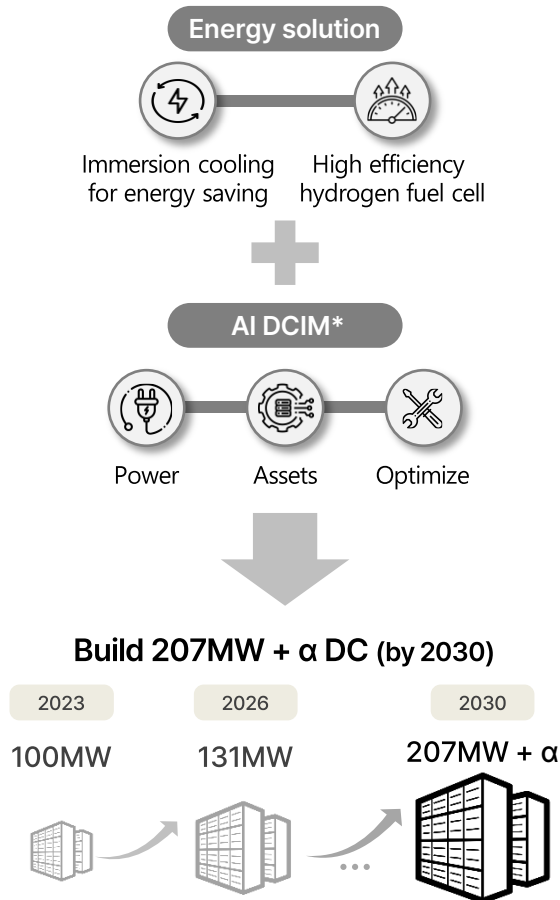 Energy solution
Immersion cooling High efficiency
for energy saving hydrogen fuel cell
AI DCIM*
Power Assets Optimize
Build 207MW + α DC (by 2030)
2023 2026 2030
100MW 131MW 207MW + α